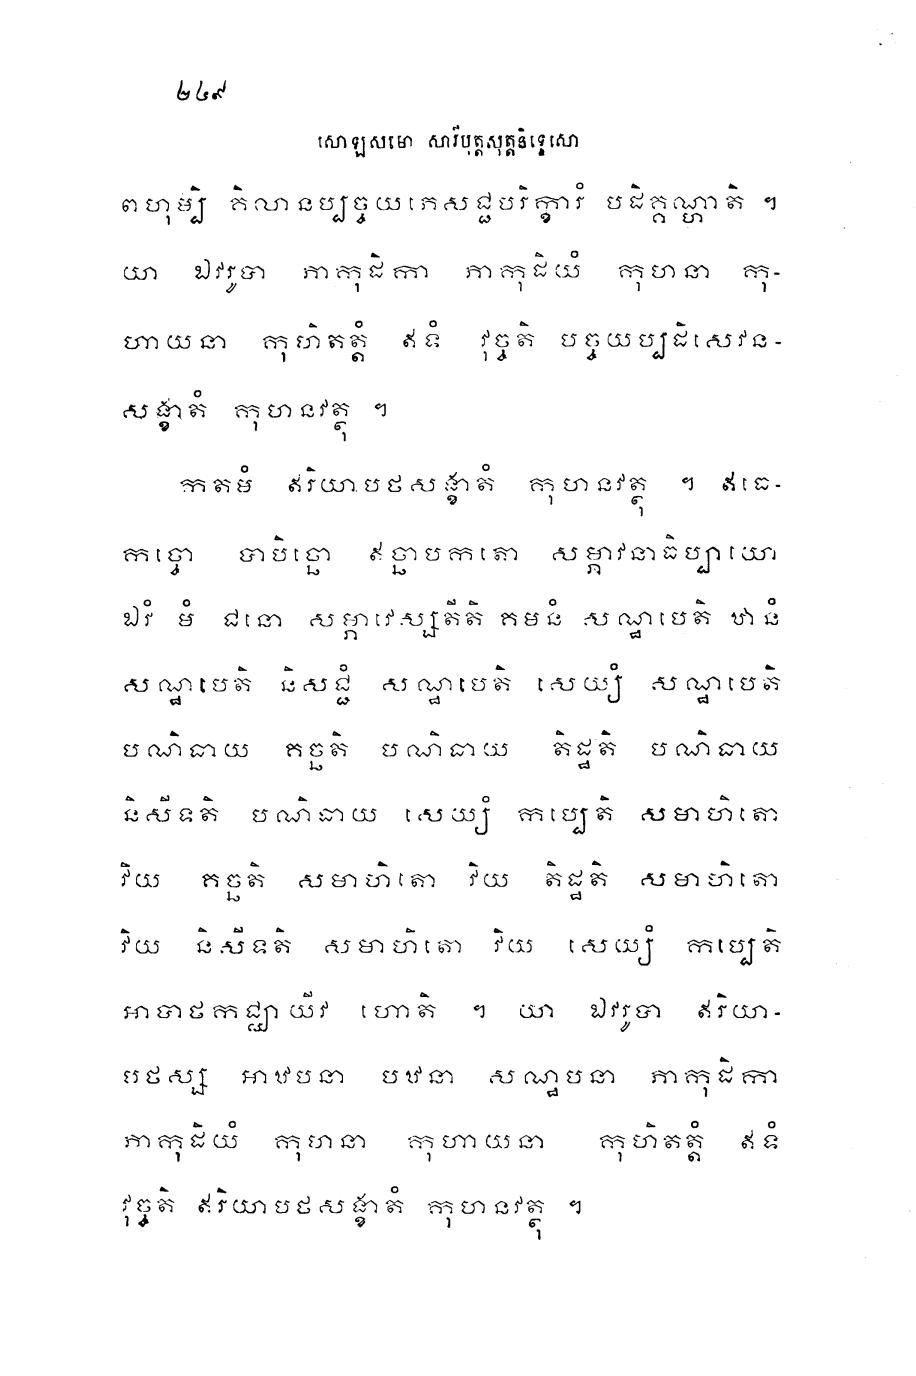 ២៤៩
សោឡសមោ សារីបុត្តសុត្តនិទ្ទេសោ
ពហុម្បិ គិលានប្បច្ចយភេសជ្ជបរិក្ខារំ បដិគ្គណ្ហាតិ ។
យា ឯវរូបា ភាកុដិកា ភាកុដិយំ កុហនា កុ-
ហាយនា កុហិតត្តំ ឥទំ វុច្ចតិ បច្ចយប្បដិសេវន-
សង្ខាតំ កុហនវត្ថុ ។
កតមំ ឥរិយាបថសង្ខាតំ កុហនវត្ថុ ។ ឥធេ-
កច្ចោ បាបិច្ឆោ ឥច្ឆាបកតោ សម្ភាវនាធិប្បាយោ
ឯវំ មំ ជនោ សម្ភាវេស្សតីតិ គមនំ សណ្ឋបេតិ ឋានំ
សណ្ឋបេតិ និសជ្ជំ សណ្ឋបេតិ សេយ្យំ សណ្ឋបេតិ
បណិធាយ គច្ឆតិ បណិធាយ តិដ្ឋតិ បណិធាយ
និសីទតិ បណិធាយ សេយ្យំ កប្បេតិ សមាហិតោ
វិយ គច្ឆតិ សមាហិតោ វិយ តិដ្ឋតិ សមាហិតោ
វិយ និសីទតិ សមាហិតោ វិយ សេយ្យំ កប្បេតិ
អាបាថកជ្ឈាយីវ ហោតិ ។ យា ឯវរូបា ឥរិយា-
បថស្ស អាឋបនា បឋនា សណ្ឋបនា ភាកុដិកា
ភាកុដិយំ កុហនា កុហាយនា កុហិតត្តំ ឥទំ
វុច្ចតិ ឥរិយាបថសង្ខាតំ កុហនវត្ថុ ។